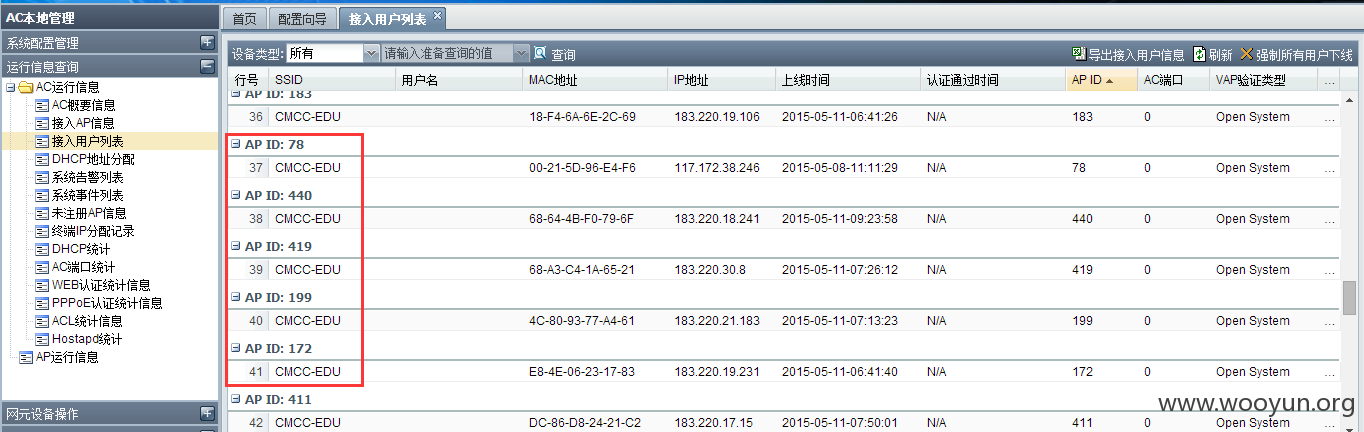 AC本地管理
首页 配置向导 接入用户列表
系统配置管理
运行信息查询
AC运行信息
AC概要信息
接入AP信息
接入用户列表
DHCP地址分配
系统告警列表
系统事件列表
未注册AP信息
终端IP分配记录
DHCP统计
AC端口统计
WEB认证统计信息
PPPoE认证统计信息
ACL统计信息
Hostapd统计
AP运行信息
网元设备操作
设备类型: 所有 请输入准备查询的值 查询 导出接入用户信息 刷新 强制所有用户下线
行号 SSID 用户名 MAC地址 IP地址 上线时间 认证通过时间 AP ID AC端口 VAP验证类型 ...
AP ID: 183
36 CMCC-EDU 18-F4-6A-6E-2C-69 183.220.19.106 2015-05-11-06:41:26 N/A 183 0 Open System ...
AP ID: 78
37 CMCC-EDU 00-21-5D-96-E4-F6 117.172.38.246 2015-05-08-11:11:29 N/A 78 0 Open System ...
AP ID: 440
38 CMCC-EDU 68-64-4B-F0-79-6F 183.220.18.241 2015-05-11-09:23:58 N/A 440 0 Open System ...
AP ID: 419
39 CMCC-EDU 68-A3-C4-1A-65-21 183.220.30.8 2015-05-11-07:26:12 N/A 419 0 Open System ...
AP ID: 199
40 CMCC-EDU 4C-80-93-77-A4-61 183.220.21.183 2015-05-11-07:13:23 N/A 199 0 Open System ...
AP ID: 172
41 CMCC-EDU E8-4E-06-23-17-83 183.220.19.231 2015-05-11-06:41:40 N/A 172 0 Open System ...
AP ID: 411
42 CMCC-EDU DC-86-D8-24-21-C2 183.220.17.15 2015-05-11-07:50:01 N/A 411 0 Open System ...
www.wooyun.org